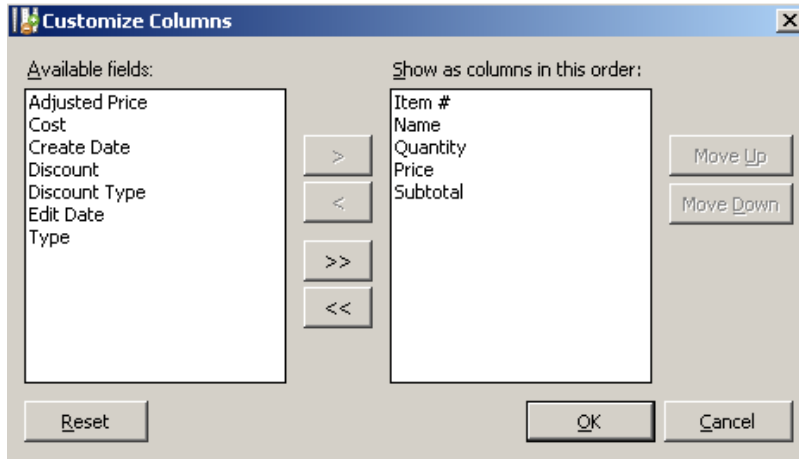 Customize Columns
Available fields:
Adjusted Price
Cost
Create Date
Discount
Discount Type
Edit Date
Type
>
<
>>
<<
Show as columns in this order:
Item #
Name
Quantity
Price
Subtotal
Move Up
Move Down
Reset
OK
Cancel